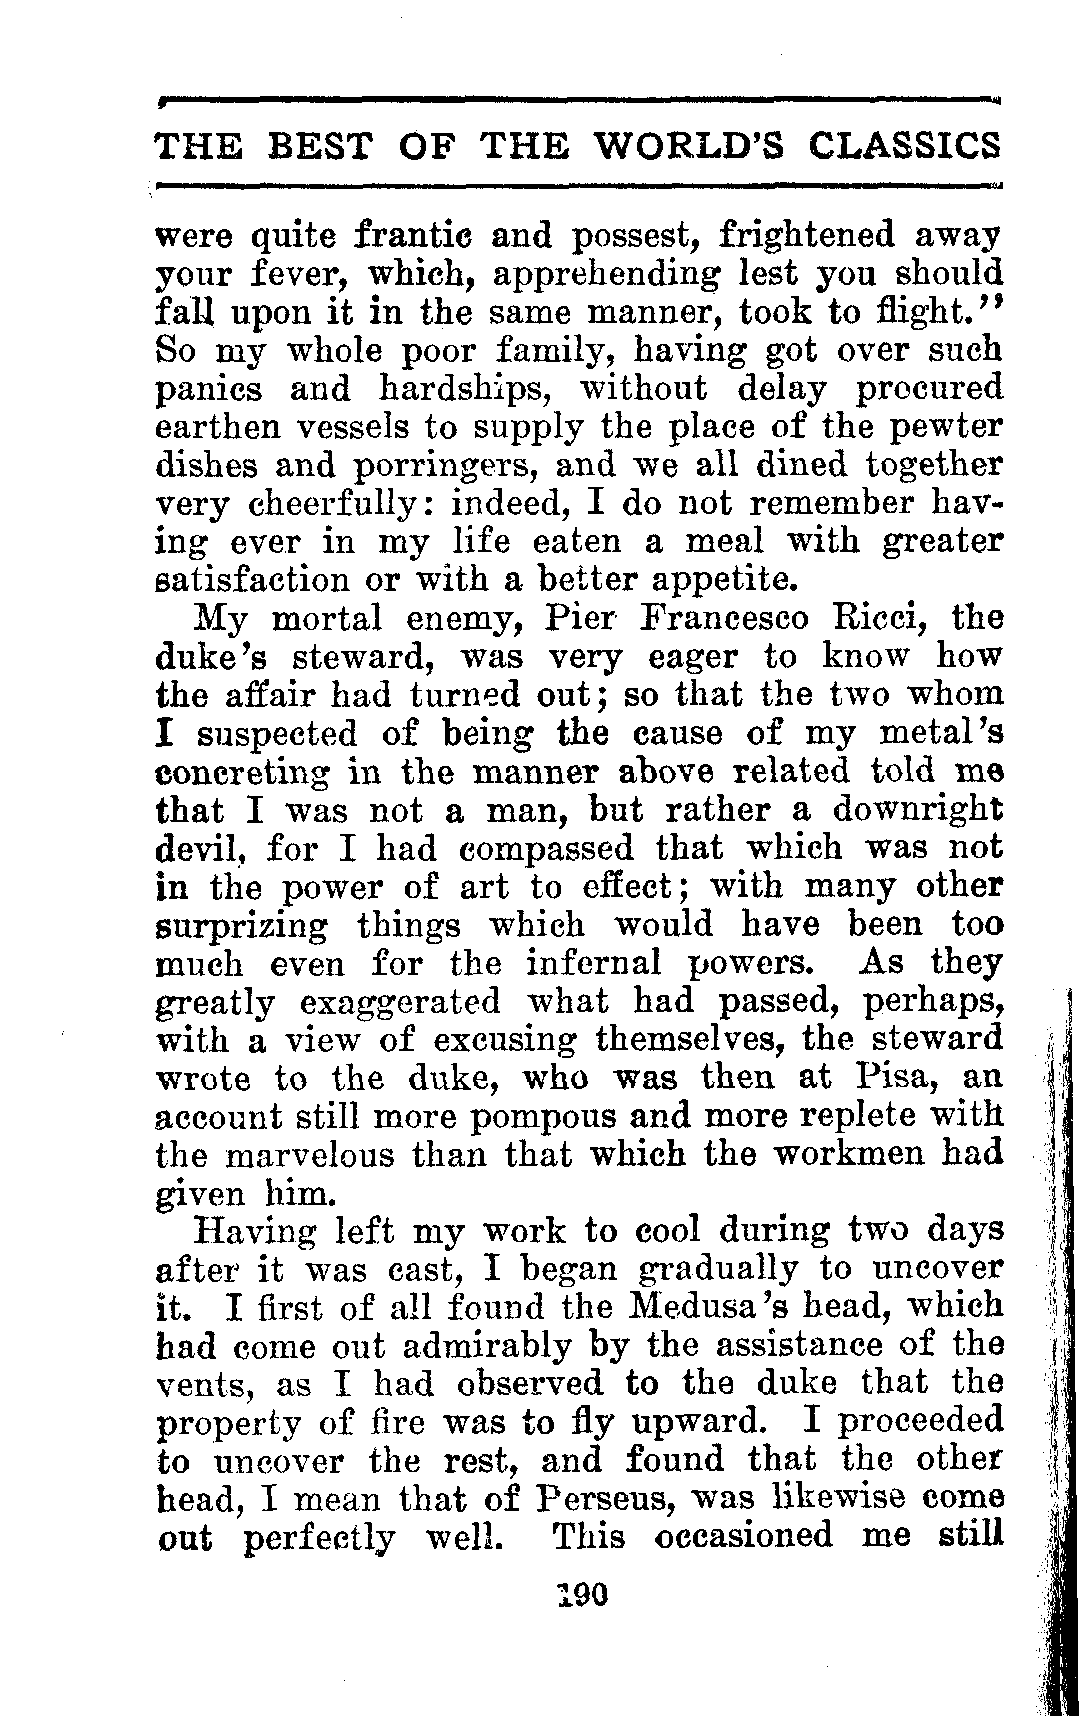 THE BEST OF THE WORLD'S CLASSICS
were quite frantic and possest, frightened away
your fever, which, apprehending lest you should
fall upon it in the same manner, took to flight."
So my whole poor family, having got over such
panics and hardships, without delay procured
earthen vessels to supply the place of the pewter
dishes and porringers, and we all dined together
very cheerfully: indeed, I do not remember hav-
ing ever in my life eaten a meal with greater
satisfaction or with a better appetite.
My mortal enemy, Pier Francesco Ricci, the
duke's steward, was very eager to know how
the affair had turned out; so that the two whom
I suspected of being the cause of my metal's
concreting in the manner above related told me
that I was not a man, but rather a downright
devil, for I had compassed that which was not
in the power of art to effect; with many other
surprizing things which would have been too
much even for the infernal powers. As they
greatly exaggerated what had passed, perhaps,
with a view of excusing themselves, the steward
wrote to the duke, who was then at Pisa, an
account still more pompous and more replete with
the marvelous than that which the workmen had
given him.
Having left my work to cool during two days
after it was cast, I began gradually to uncover
it. I first of all found the Medusa's head, which
had come out admirably by the assistance of the
vents, as I had observed to the duke that the
property of fire was to fly upward. I proceeded
to uncover the rest, and found that the other
head, I mean that of Perseus, was likewise come
out perfectly well. This occasioned me still
190